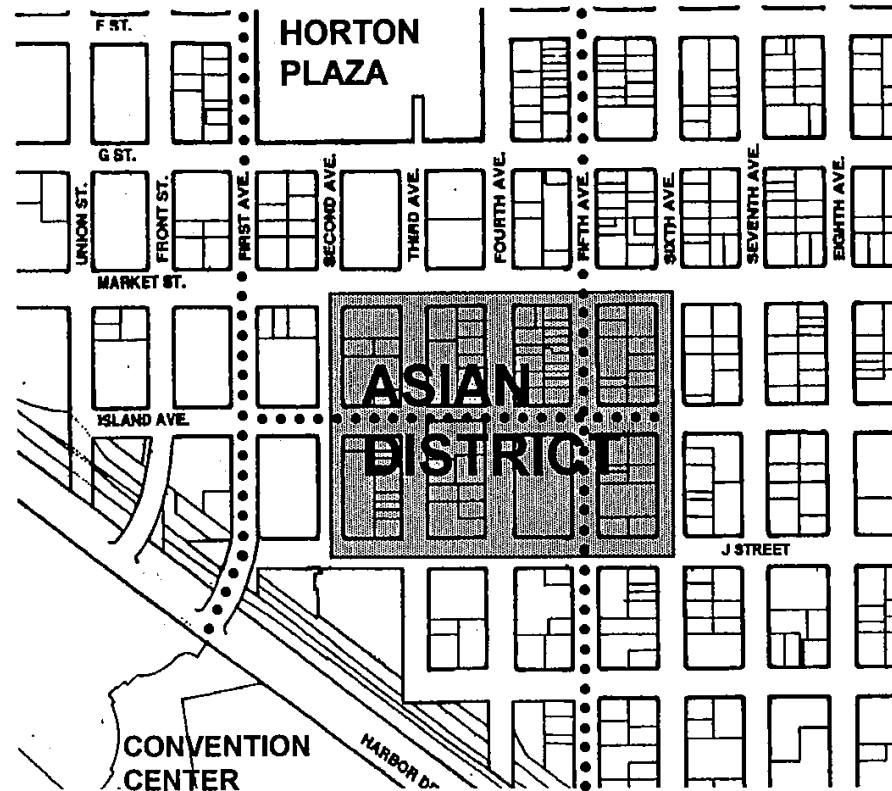 F ST.
HORTON
PLAZA
G ST.
UNION ST.
FRONT ST.
FIRST AVE.
SECOND AVE.
THIRD AVE.
FOURTH AVE.
FIFTH AVE.
SIXTH AVE.
SEVENTH AVE.
EIGHTH AVE.
MARKET ST.
ASIAN
ISLAND AVE.
DISTRICT
J STREET
CONVENTION
CENTER
HARBOR